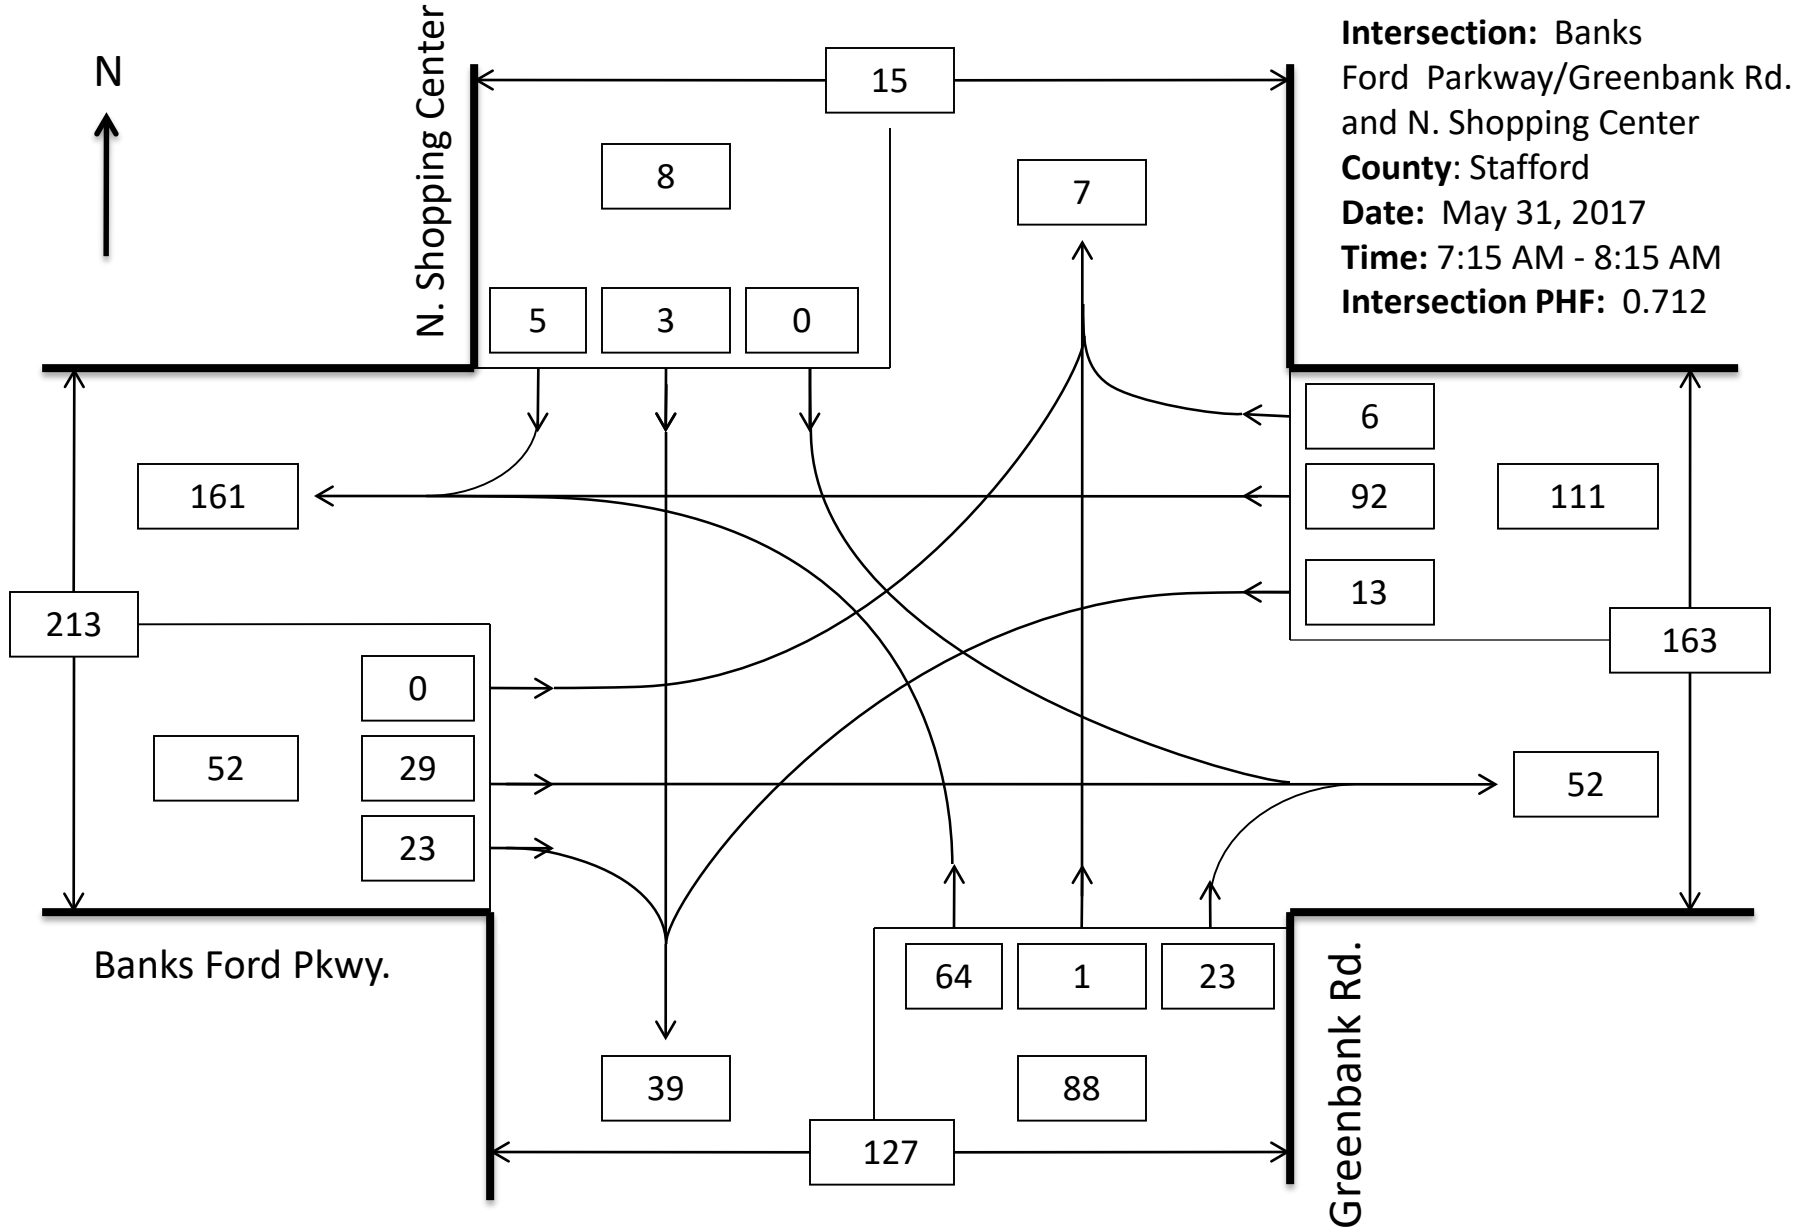 N
N. Shopping Center
15
Intersection: Banks
Ford Parkway/Greenbank Rd.
and N. Shopping Center
County: Stafford
Date: May 31, 2017
Time: 7:15 AM - 8:15 AM
Intersection PHF: 0.712
8
7
5 3 0
6
161
92 111
13
213
163
0
52 29
52
23
Banks Ford Pkwy.
64 1 23
Greenbank Rd.
39 88
127